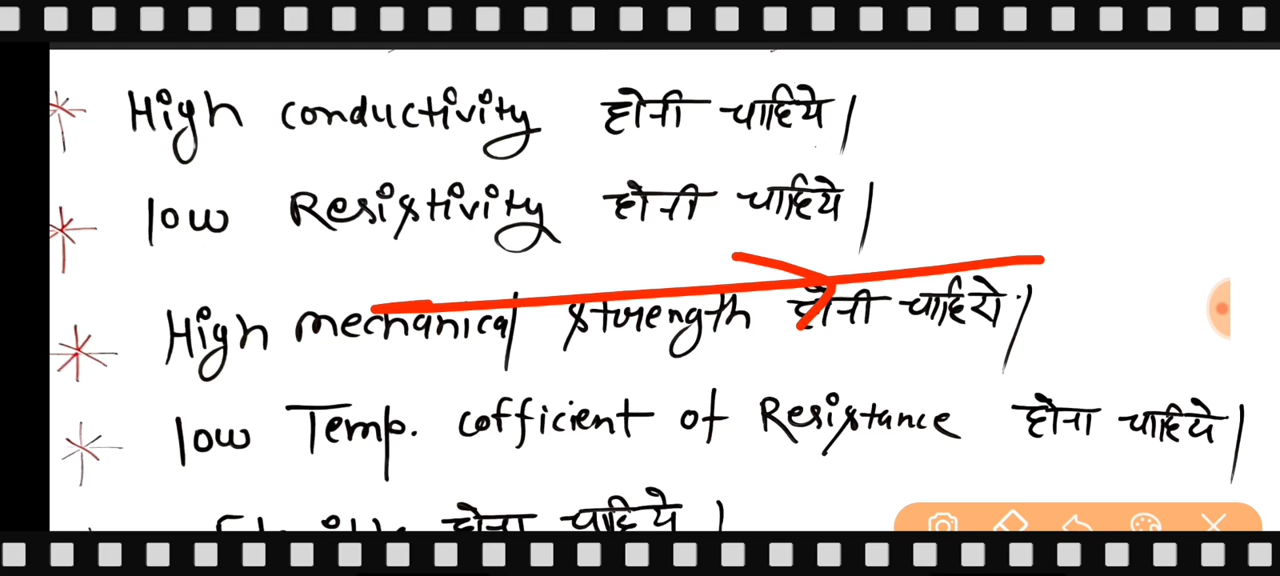 * High conductivity होनी चाहिये।
* low Resistivity होनी चाहिये।
* High mechanical strength होनी चाहिये।
* low Temp. cofficient of Resistance होना चाहिये।
होना चाहिये।